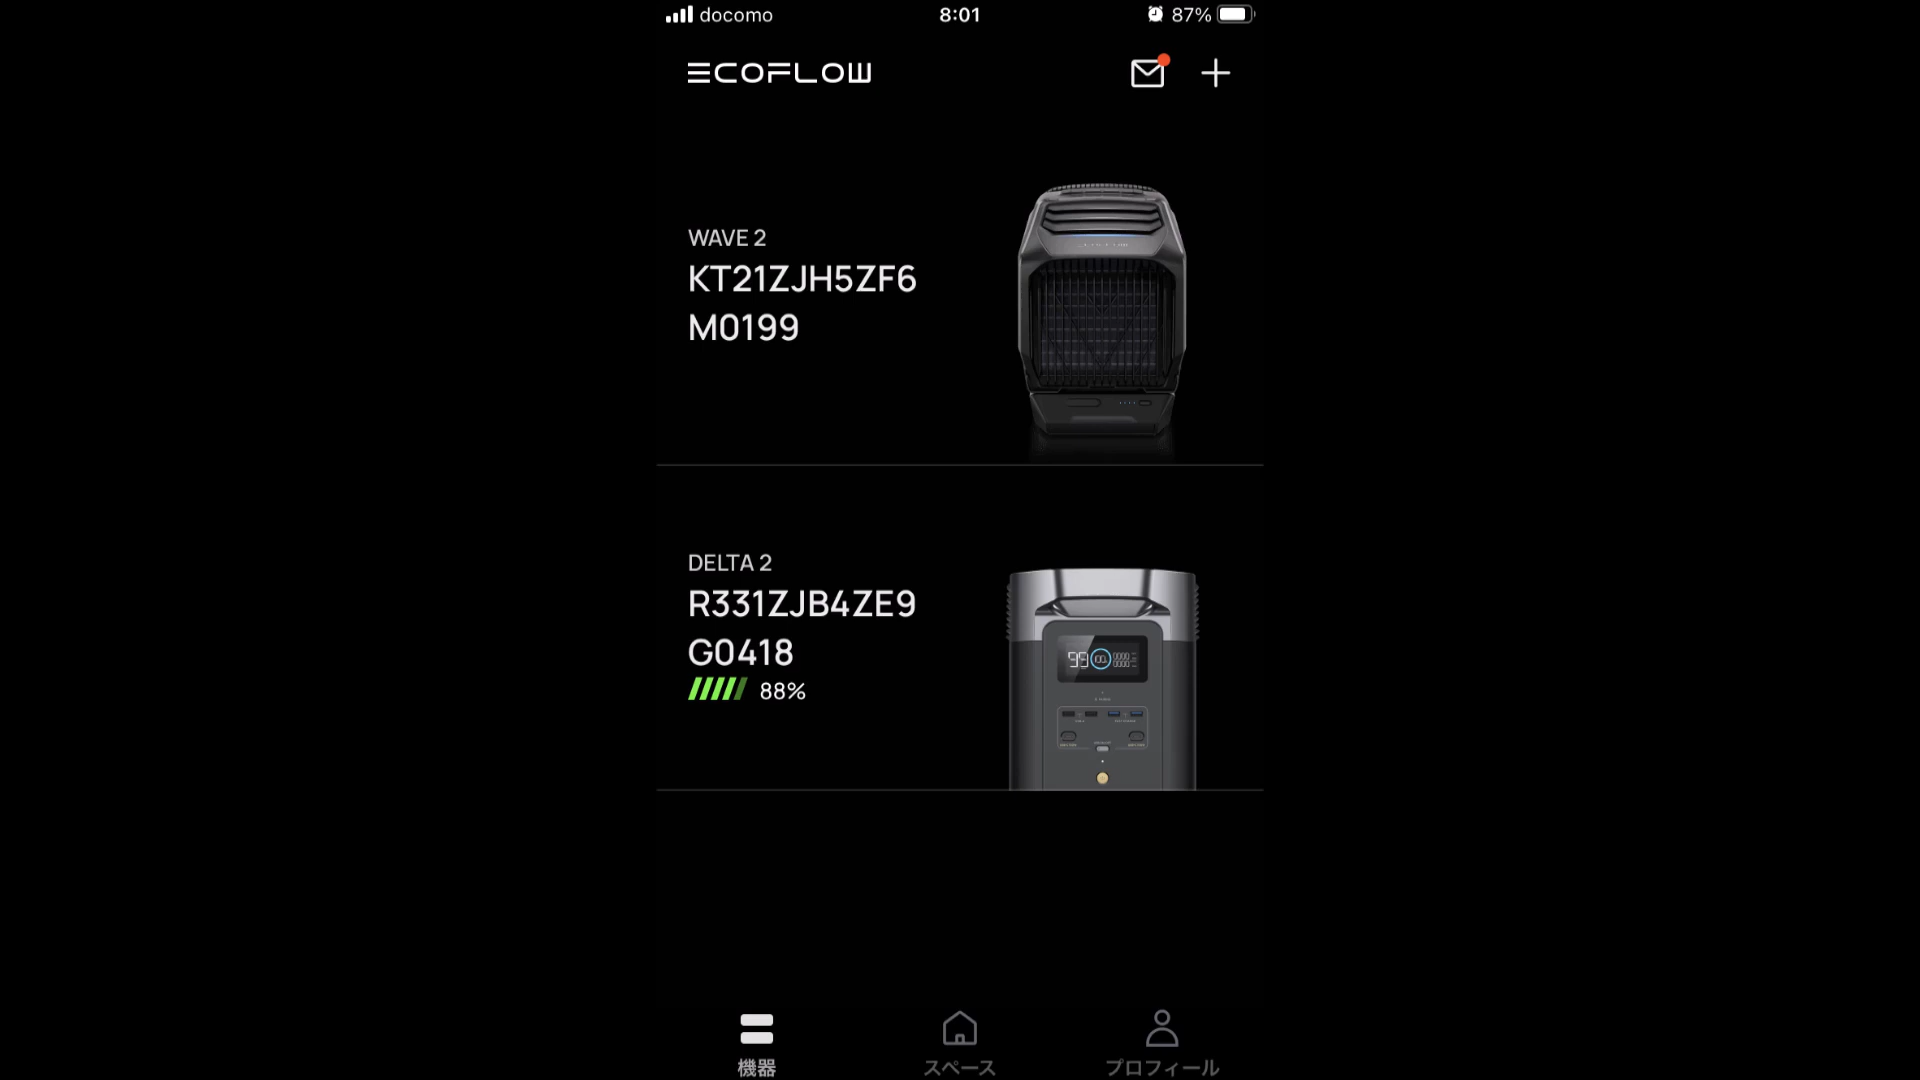 docomo
8:01
87%
ECOFLOW
WAVE 2
KT21ZJH5ZF6
M0199
DELTA 2
R331ZJB4ZE9
G0418
88%
99
機器
スペース
プロフィール